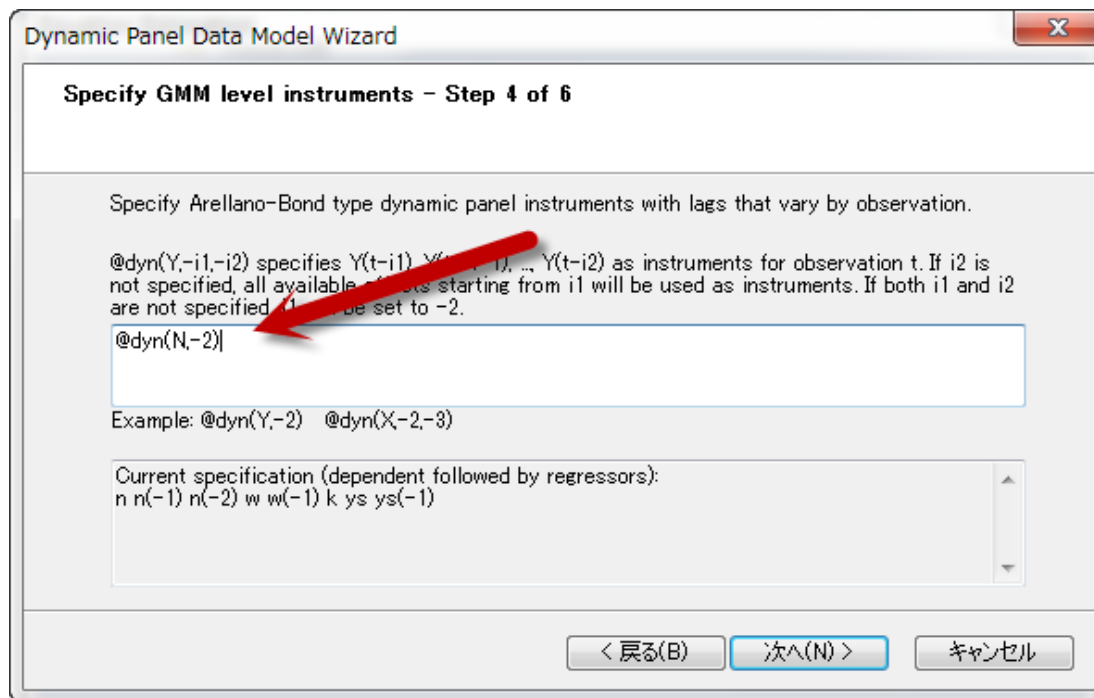 Dynamic Panel Data Model Wizard
Specify GMM level instruments - Step 4 of 6
Specify Arellano-Bond type dynamic panel instruments with lags that vary by observation.
@dyn(Y,-i1,-i2) specifies Y(t-i1), ..., Y(t-i2) as instruments for observation t. If i2 is
not specified, all available starting from i1 will be used as instruments. If both i1 and i2
are not specified, be set to -2.
@dyn(N,-2)
Example: @dyn(Y,-2) @dyn(X,-2,-3)
Current specification (dependent followed by regressors):
n n(-1) n(-2) w w(-1) k ys ys(-1)
< 戻る(B) 次へ(N) > キャンセル